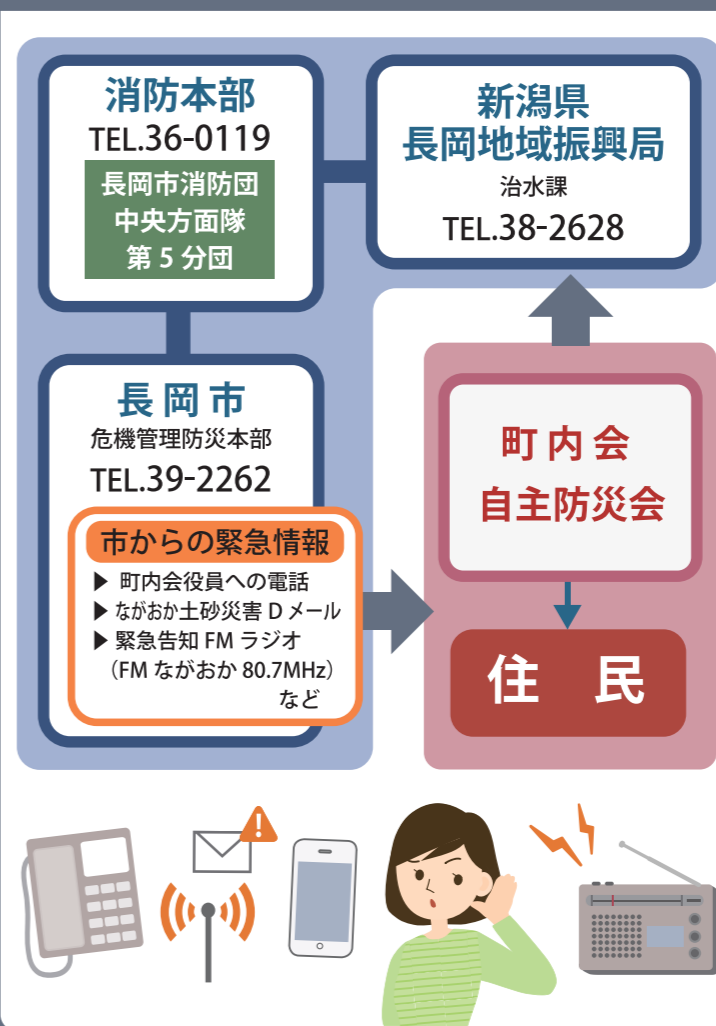 消防本部
TEL.36-0119
長岡市消防団
中央方面隊
第 5 分団
新潟県
長岡地域振興局
治水課
TEL.38-2628
長 岡 市
危機管理防災本部
TEL.39-2262
市からの緊急情報
▶ 町内会役員への電話
▶ ながおか土砂災害 D メール
▶ 緊急告知 FM ラジオ
（FM ながおか 80.7MHz）
など
町 内 会
自主防災会
住 民